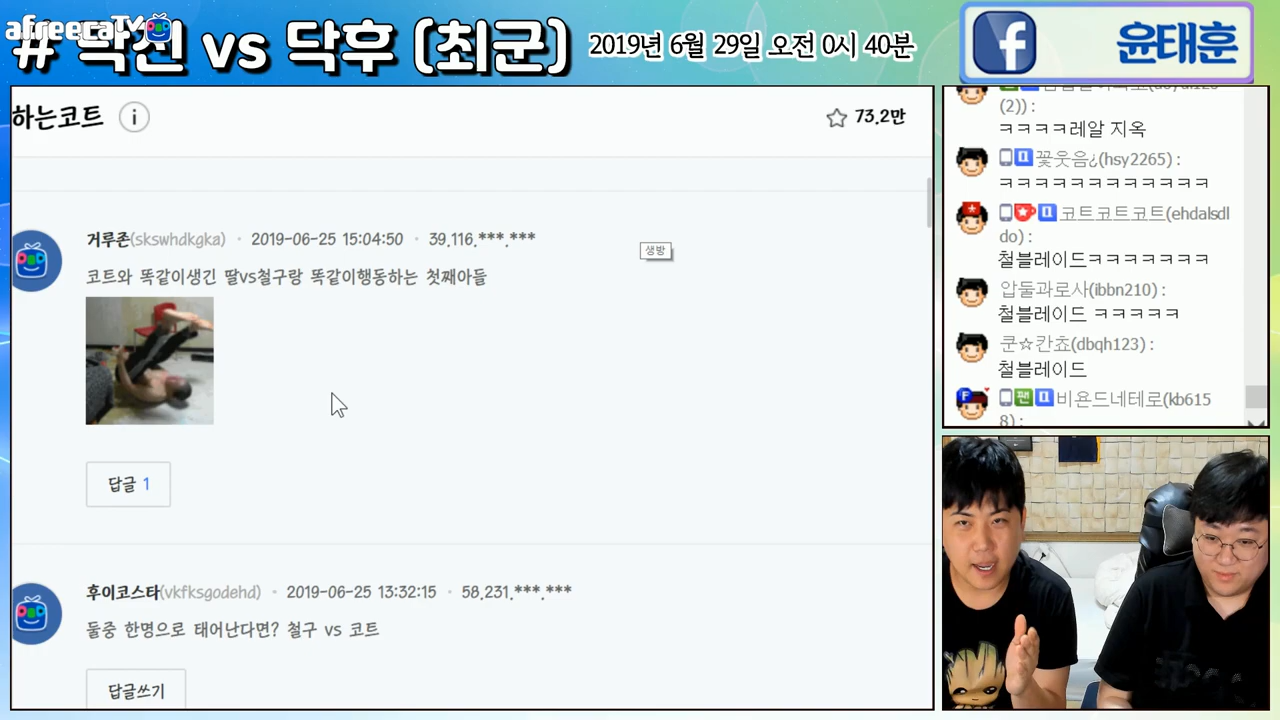 afreecaTV
# 닥전 vs 닥후 (최군)
2019년 6월 29일 오전 0시 40분
f 윤태훈
하는코트 i
73.2만
거루존(skswhdkgka) • 2019-06-25 15:04:50 • 39.116.***.***
생방
코트와 똑같이생긴 딸vs철구랑 똑같이행동하는 첫째아들
답글 1
후이코스타(vkfksgodehd) • 2019-06-25 13:32:15 • 58.231.***.***
둘중 한명으로 태어난다면? 철구 vs 코트
답글쓰기
(2)) :
ㅋㅋㅋㅋ레알 지옥
꽃웃음¿(hsy2265) :
ㅋㅋㅋㅋㅋㅋㅋㅋㅋㅋㅋㅋ
코트코트코트(ehdalsdl
do) :
철블레이드ㅋㅋㅋㅋㅋㅋㅋ
압둘과로사(ibbn210) :
철블레이드 ㅋㅋㅋㅋㅋ
쿤☆칸쵸(dbqh123) :
철블레이드
팬 비욘드네테로(kb615
8) :